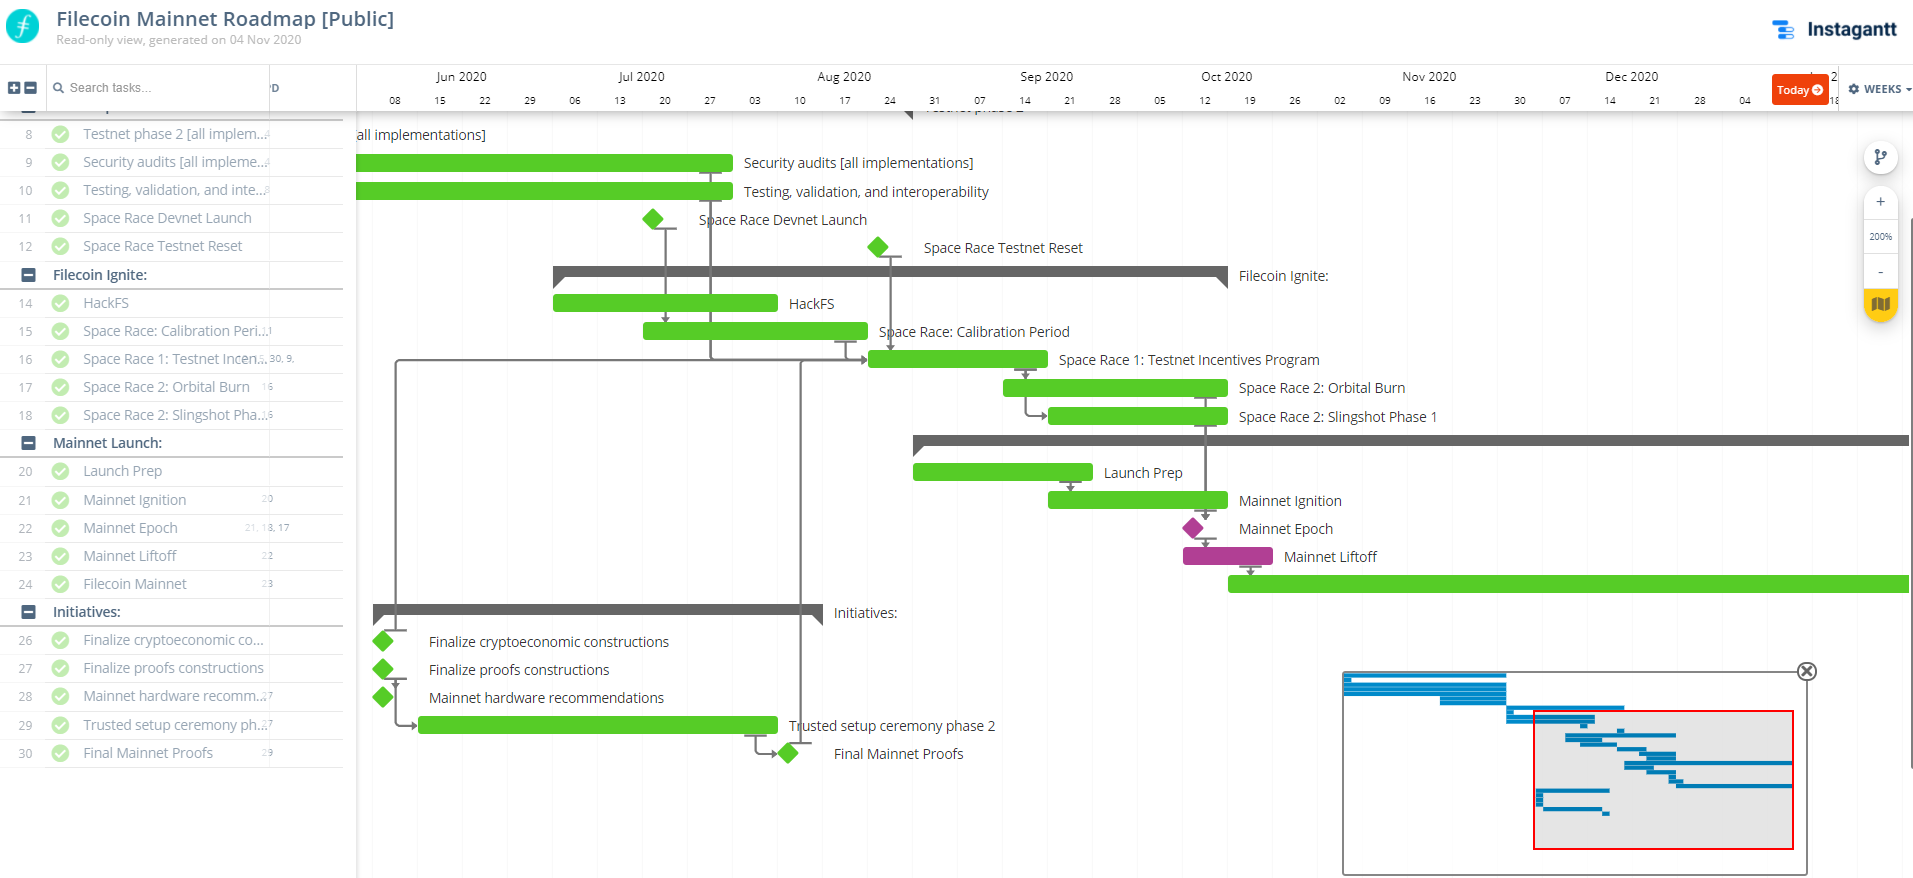 Filecoin Mainnet Roadmap [Public]
Read-only view, generated on 04 Nov 2020
Instagantt
Search tasks...
Jun 2020 Jul 2020 Aug 2020 Sep 2020 Oct 2020 Nov 2020 Dec 2020
08 15 22 29 06 13 20 27 03 10 17 24 31 07 14 21 28 05 12 19 26 02 09 16 23 30 07 14 21 28 04 18
Today
WEEKS
200%
8 Testnet phase 2 [all implem...
all implementations]
9 Security audits [all impleme...
Security audits [all implementations]
10 Testing, validation, and inte...
Testing, validation, and interoperability
11 Space Race Devnet Launch
Space Race Devnet Launch
12 Space Race Testnet Reset
Space Race Testnet Reset
Filecoin Ignite:
Filecoin Ignite:
14 HackFS
HackFS
15 Space Race: Calibration Peri...
Space Race: Calibration Period
16 Space Race 1: Testnet Incen... 30, 9,
Space Race 1: Testnet Incentives Program
17 Space Race 2: Orbital Burn 16
Space Race 2: Orbital Burn
18 Space Race 2: Slingshot Pha... 16
Space Race 2: Slingshot Phase 1
Mainnet Launch:
20 Launch Prep
Launch Prep
21 Mainnet Ignition 20
Mainnet Ignition
22 Mainnet Epoch 21, 18, 17
Mainnet Epoch
23 Mainnet Liftoff 22
Mainnet Liftoff
24 Filecoin Mainnet 23
Initiatives:
Initiatives:
26 Finalize cryptoeconomic co...
Finalize cryptoeconomic constructions
27 Finalize proofs constructions
Finalize proofs constructions
28 Mainnet hardware recomm... 27
Mainnet hardware recommendations
29 Trusted setup ceremony ph... 27
Trusted setup ceremony phase 2
30 Final Mainnet Proofs 29
Final Mainnet Proofs